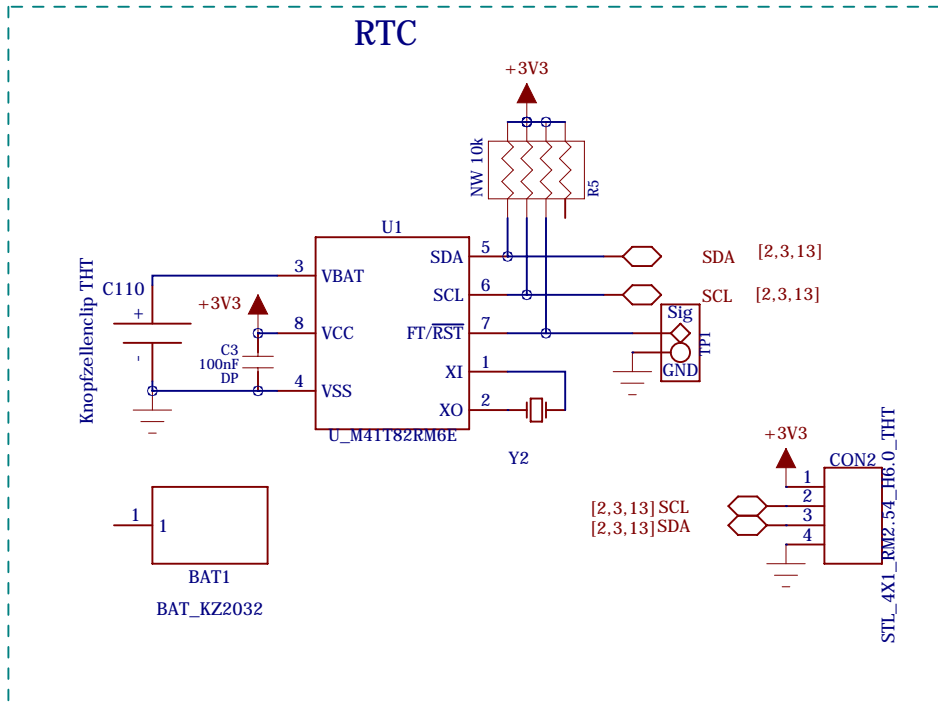 RTC
+3V3
NW 10k
R5
U1
Knopfzellenclip THT
C110
+
-
+3V3
C3
100nF
DP
3
VBAT
8
VCC
4
VSS
SDA
5
SCL
6
FT/RST
7
XI
1
XO
2
U_M41T82RM6E
SDA
[2,3,13]
SCL
[2,3,13]
Sig
GND
TP1
Y2
1
1
BAT1
BAT_KZ2032
+3V3
CON2
1
2
3
4
[2,3,13] SCL
[2,3,13] SDA
STL_4X1_RM2.54_H6.0_THT